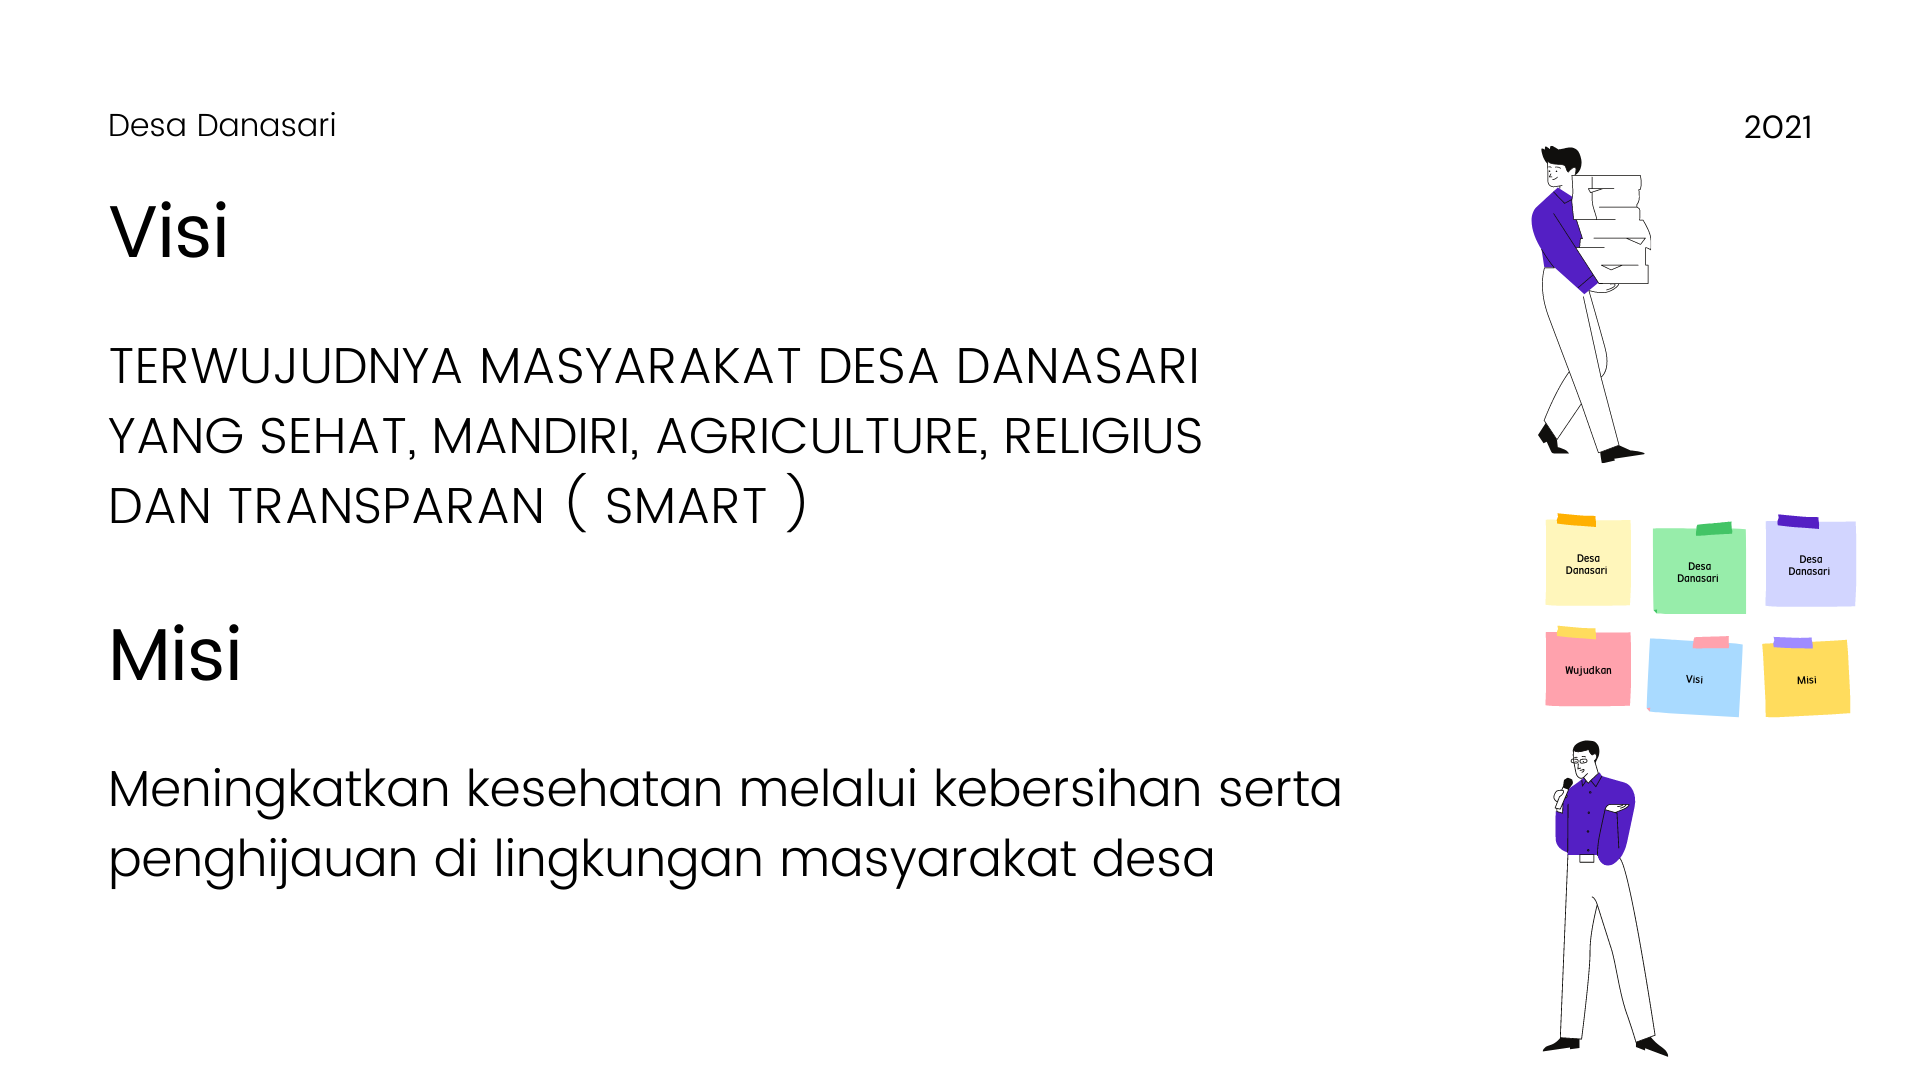 Desa Danasari
2021
Visi
TERWUJUDNYA MASYARAKAT DESA DANASARI
YANG SEHAT, MANDIRI, AGRICULTURE, RELIGIUS
DAN TRANSPARAN ( SMART )
Misi
Meningkatkan kesehatan melalui kebersihan serta
penghijauan di lingkungan masyarakat desa
Desa
Danasari
Desa
Danasari
Desa
Danasari
Wujudkan
Visi
Misi